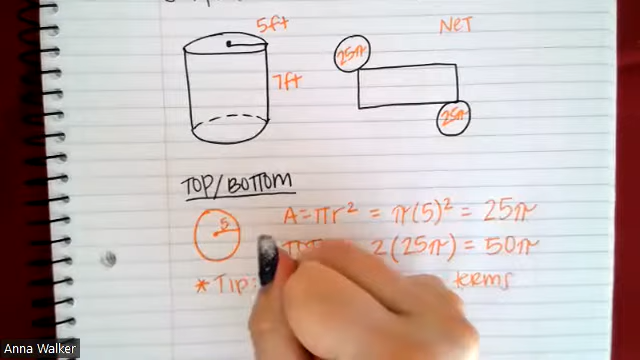 5ft
NET
7ft
25π
25π
TOP/BOTTOM
5
A = πr² = π(5)² = 25π
2(25π) = 50π
*TIP: terms
Anna Walker